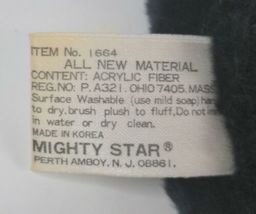 ITEM No. 1664
ALL NEW MATERIAL
CONTENT: ACRYLIC FIBER
REG.NO: P. A321. OHIO 7405. MASS
Surface Washable (use mild soap)
to dry. brush plush to fluff, Do not
in water or dry clean.
MADE IN KOREA
MIGHTY STAR®
PERTH AMBOY, N. J. 08861.